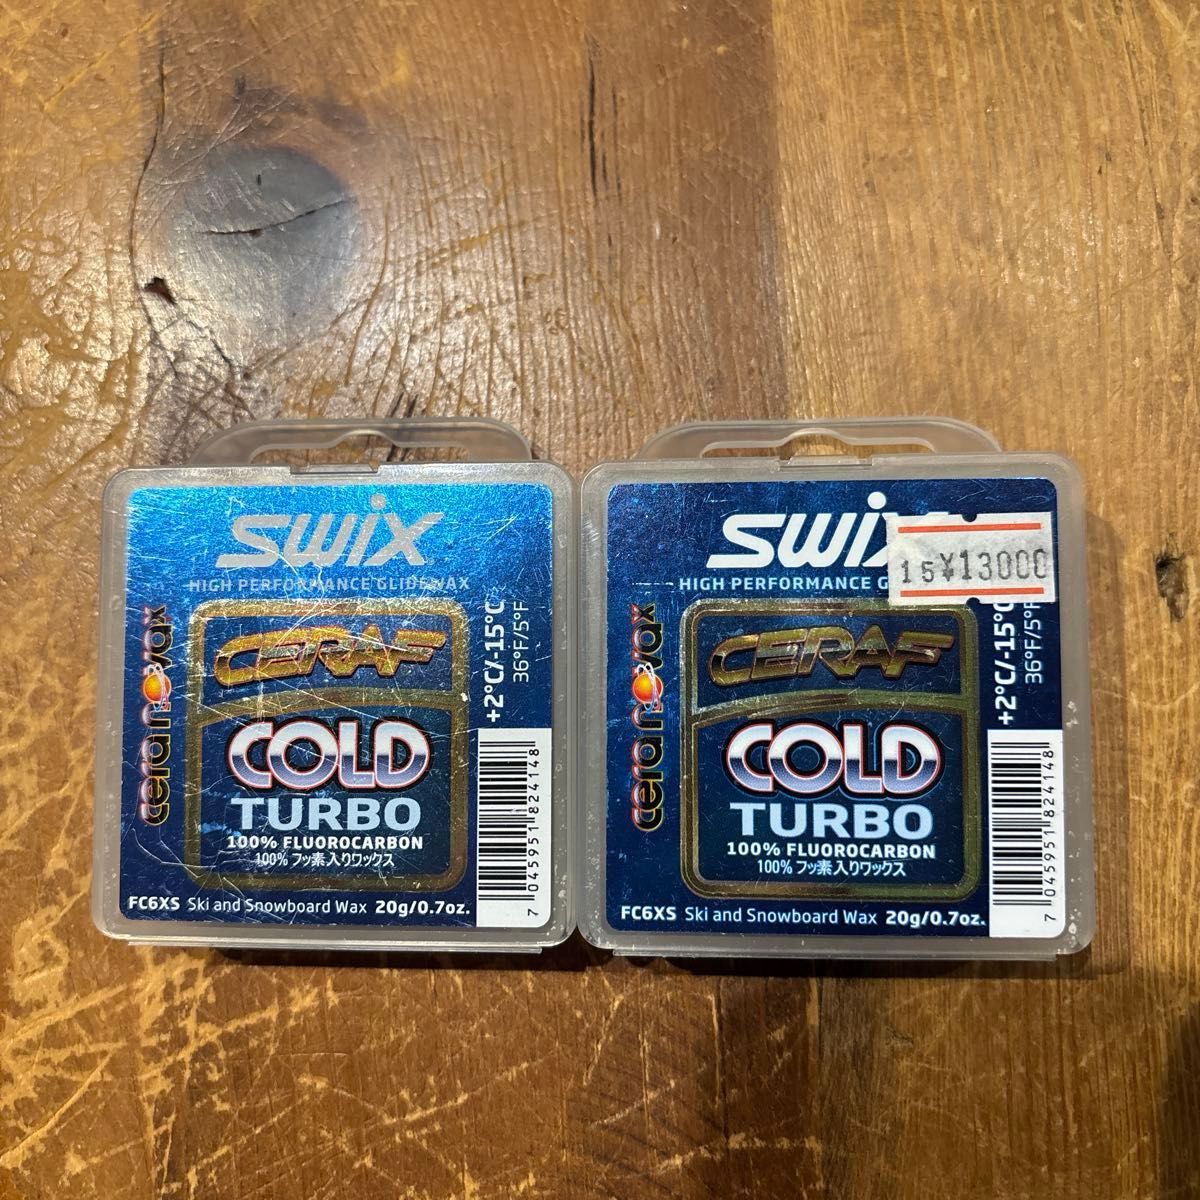 SWIX
HIGH PERFORMANCE GLIDEWAX
cera nova X
CERAF
COLD
TURBO
100% FLUOROCARBON
100% フッ素入りワックス
+2°C/-15°C
36°F/5°F
FC6XS Ski and Snowboard Wax 20g/0.7oz.
7 045951 824148
SWIX
15¥13000
HIGH PERFORMANCE
cera nova X
CERAF
COLD
TURBO
100% FLUOROCARBON
100% フッ素入りワックス
+2°C/-15°C
36°F/5°F
FC6XS Ski and Snowboard Wax 20g/0.7oz.
7 045951 824148